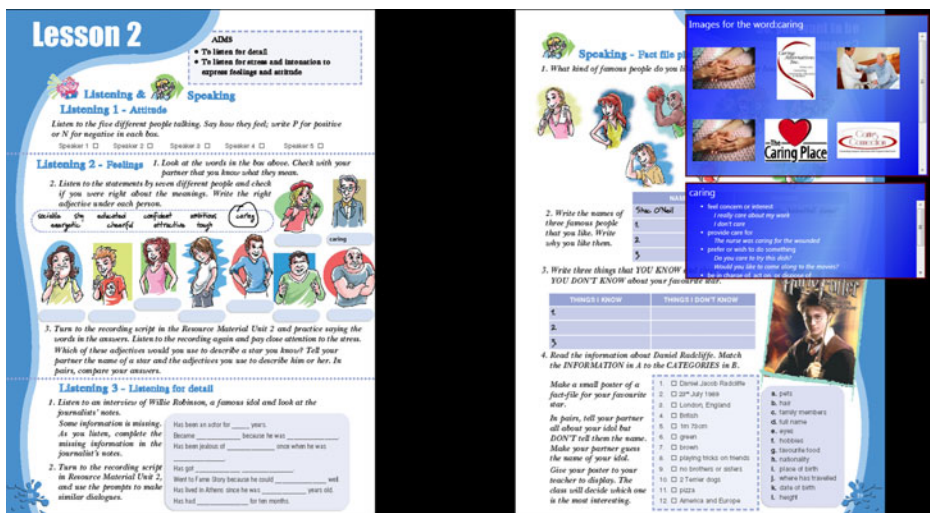 Lesson 2
AIMS
• To listen for detail
• To listen for stress and intonation to
express feelings and attitude
Listening & Speaking
Listening 1 - Attitude
Listen to the five different people talking. Say how they feel; write P for positive
or N for negative in each box.
Speaker 1 □ Speaker 2 □ Speaker 3 □ Speaker 4 □ Speaker 5 □
Listening 2 - Feelings
1. Look at the words in the box above. Check with your
partner that you know what they mean.
2. Listen to the statements by seven different people and check
if you were right about the meanings. Write the right
adjective under each person.
sociable shy educated confident ambitious caring
energetic cheerful attractive tough
caring
3. Turn to the recording script in the Resource Material Unit 2 and practice saying the
words in the answers. Listen to the recording again and pay close attention to the stress.
Which of these adjectives would you use to describe a star you know? Tell your
partner the name of a star and the adjectives you use to describe him or her. In
pairs, compare your answers.
Listening 3 - Listening for detail
1. Listen to an interview of Willie Robinson, a famous idol and look at the
journalists' notes.
Some information is missing.
As you listen, complete the
missing information in the
journalist's notes.
2. Turn to the recording script
in Resource Material Unit 2,
and use the prompts to make
similar dialogues.
Has been an actor for _____ years.
Became __________ because he was __________.
Has been jealous of __________ since when he was
__________.
Has got __________ __________
Went to Fame Story because he could __________ well.
Has lived in Athens since he was __________ years old.
Has had __________ for ten months.
Speaking - Fact file
1. What kind of famous people do you
2. Write the names of
three famous people
that you like. Write
why you like them.
Shaq O'Neil
1.
2.
3.
3. Write three things that YOU KNOW
YOU DON'T KNOW about your favourite star.
THINGS I KNOW THINGS I DON'T KNOW
1.
2.
3.
4. Read the information about Daniel Radcliffe. Match
the INFORMATION in A to the CATEGORIES in B.
Make a small poster of a
fact-file for your favourite
star.
In pairs, tell your partner
all about your idol but
DON'T tell them the name.
Make your partner guess
the name of your idol.
Give your poster to your
teacher to display. The
class will decide which one
is the most interesting.
1. □ Daniel Jacob Radcliffe
2. □ 23rd July 1989
3. □ London, England
4. □ British
5. □ 1m 73cm
6. □ green
7. □ brown
8. □ playing tricks on friends
9. □ no brothers or sisters
10. □ 2 Terrier dogs
11. □ pizza
12. □ America and Europe
a. pets
b. hair
c. family members
d. full name
e. eyes
f. hobbies
g. favourite food
h. nationality
i. place of birth
j. where has travelled
k. date of birth
l. height
Images for the word:caring
Caring
The
Caring Place
caring
• feel concern or interest
I really care about my work
I don't care
• provide care for
The nurse was caring for the wounded
• prefer or wish to do something
Do you care to try this dish?
Would you like to come along to the movies?
• be in charge of, act on, or dispose of